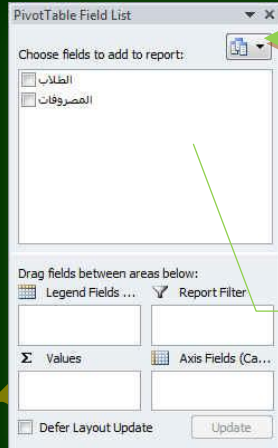 PivotTable Field List
Choose fields to add to report:
الطلاب
المصروفات
Drag fields between areas below:
Legend Fields ...
Report Filter
Σ Values
Axis Fields (Ca...
Defer Layout Update
Update